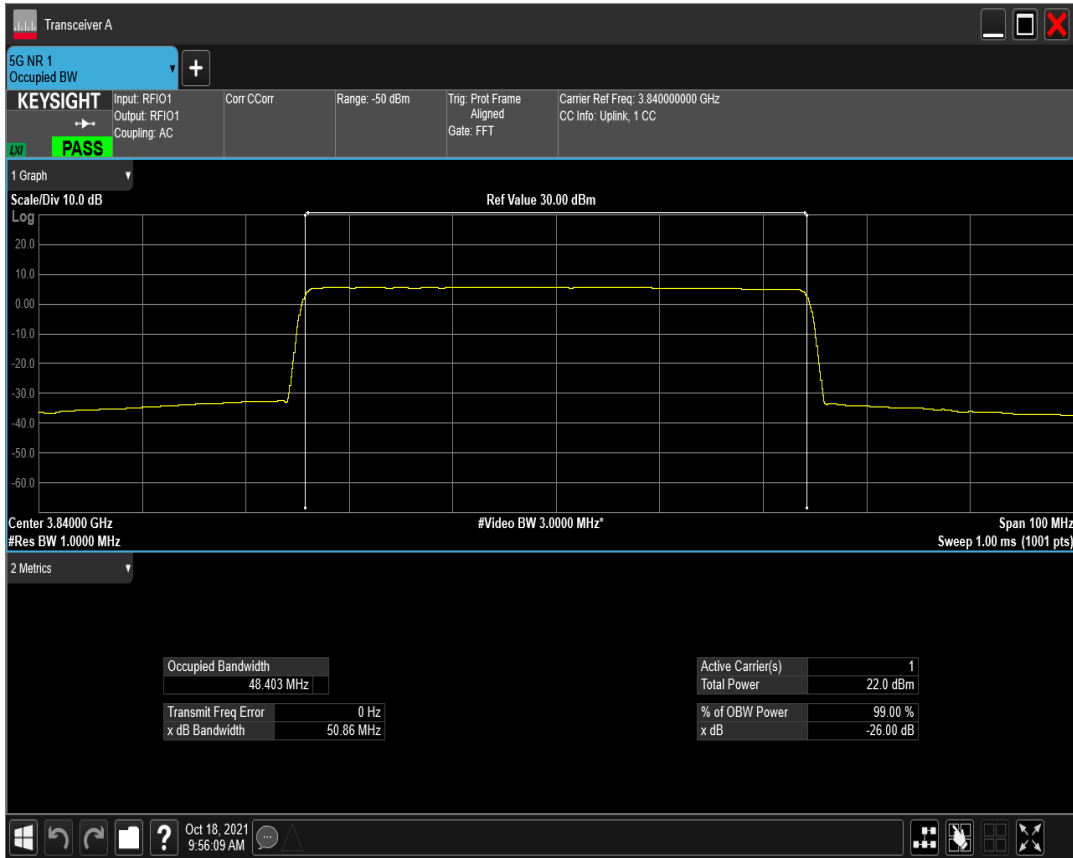 Transceiver A
5G NR 1
Occupied BW
KEYSIGHT
LXI
PASS
Input: RFIO1
Output: RFIO1
Coupling: AC
Corr CCorr
Range: -50 dBm
Trig: Prot Frame
Aligned
Gate: FFT
Carrier Ref Freq: 3.840000000 GHz
CC Info: Uplink, 1 CC
1 Graph
Scale/Div 10.0 dB
Ref Value 30.00 dBm
Log
20.0
10.0
0.00
-10.0
-20.0
-30.0
-40.0
-50.0
-60.0
Center 3.84000 GHz
#Video BW 3.0000 MHz*
Span 100 MHz
#Res BW 1.0000 MHz
Sweep 1.00 ms (1001 pts)
2 Metrics
Occupied Bandwidth
48.403 MHz
Transmit Freq Error 0 Hz
x dB Bandwidth 50.86 MHz
Active Carrier(s) 1
Total Power 22.0 dBm
% of OBW Power 99.00 %
x dB -26.00 dB
?
Oct 18, 2021
9:56:09 AM